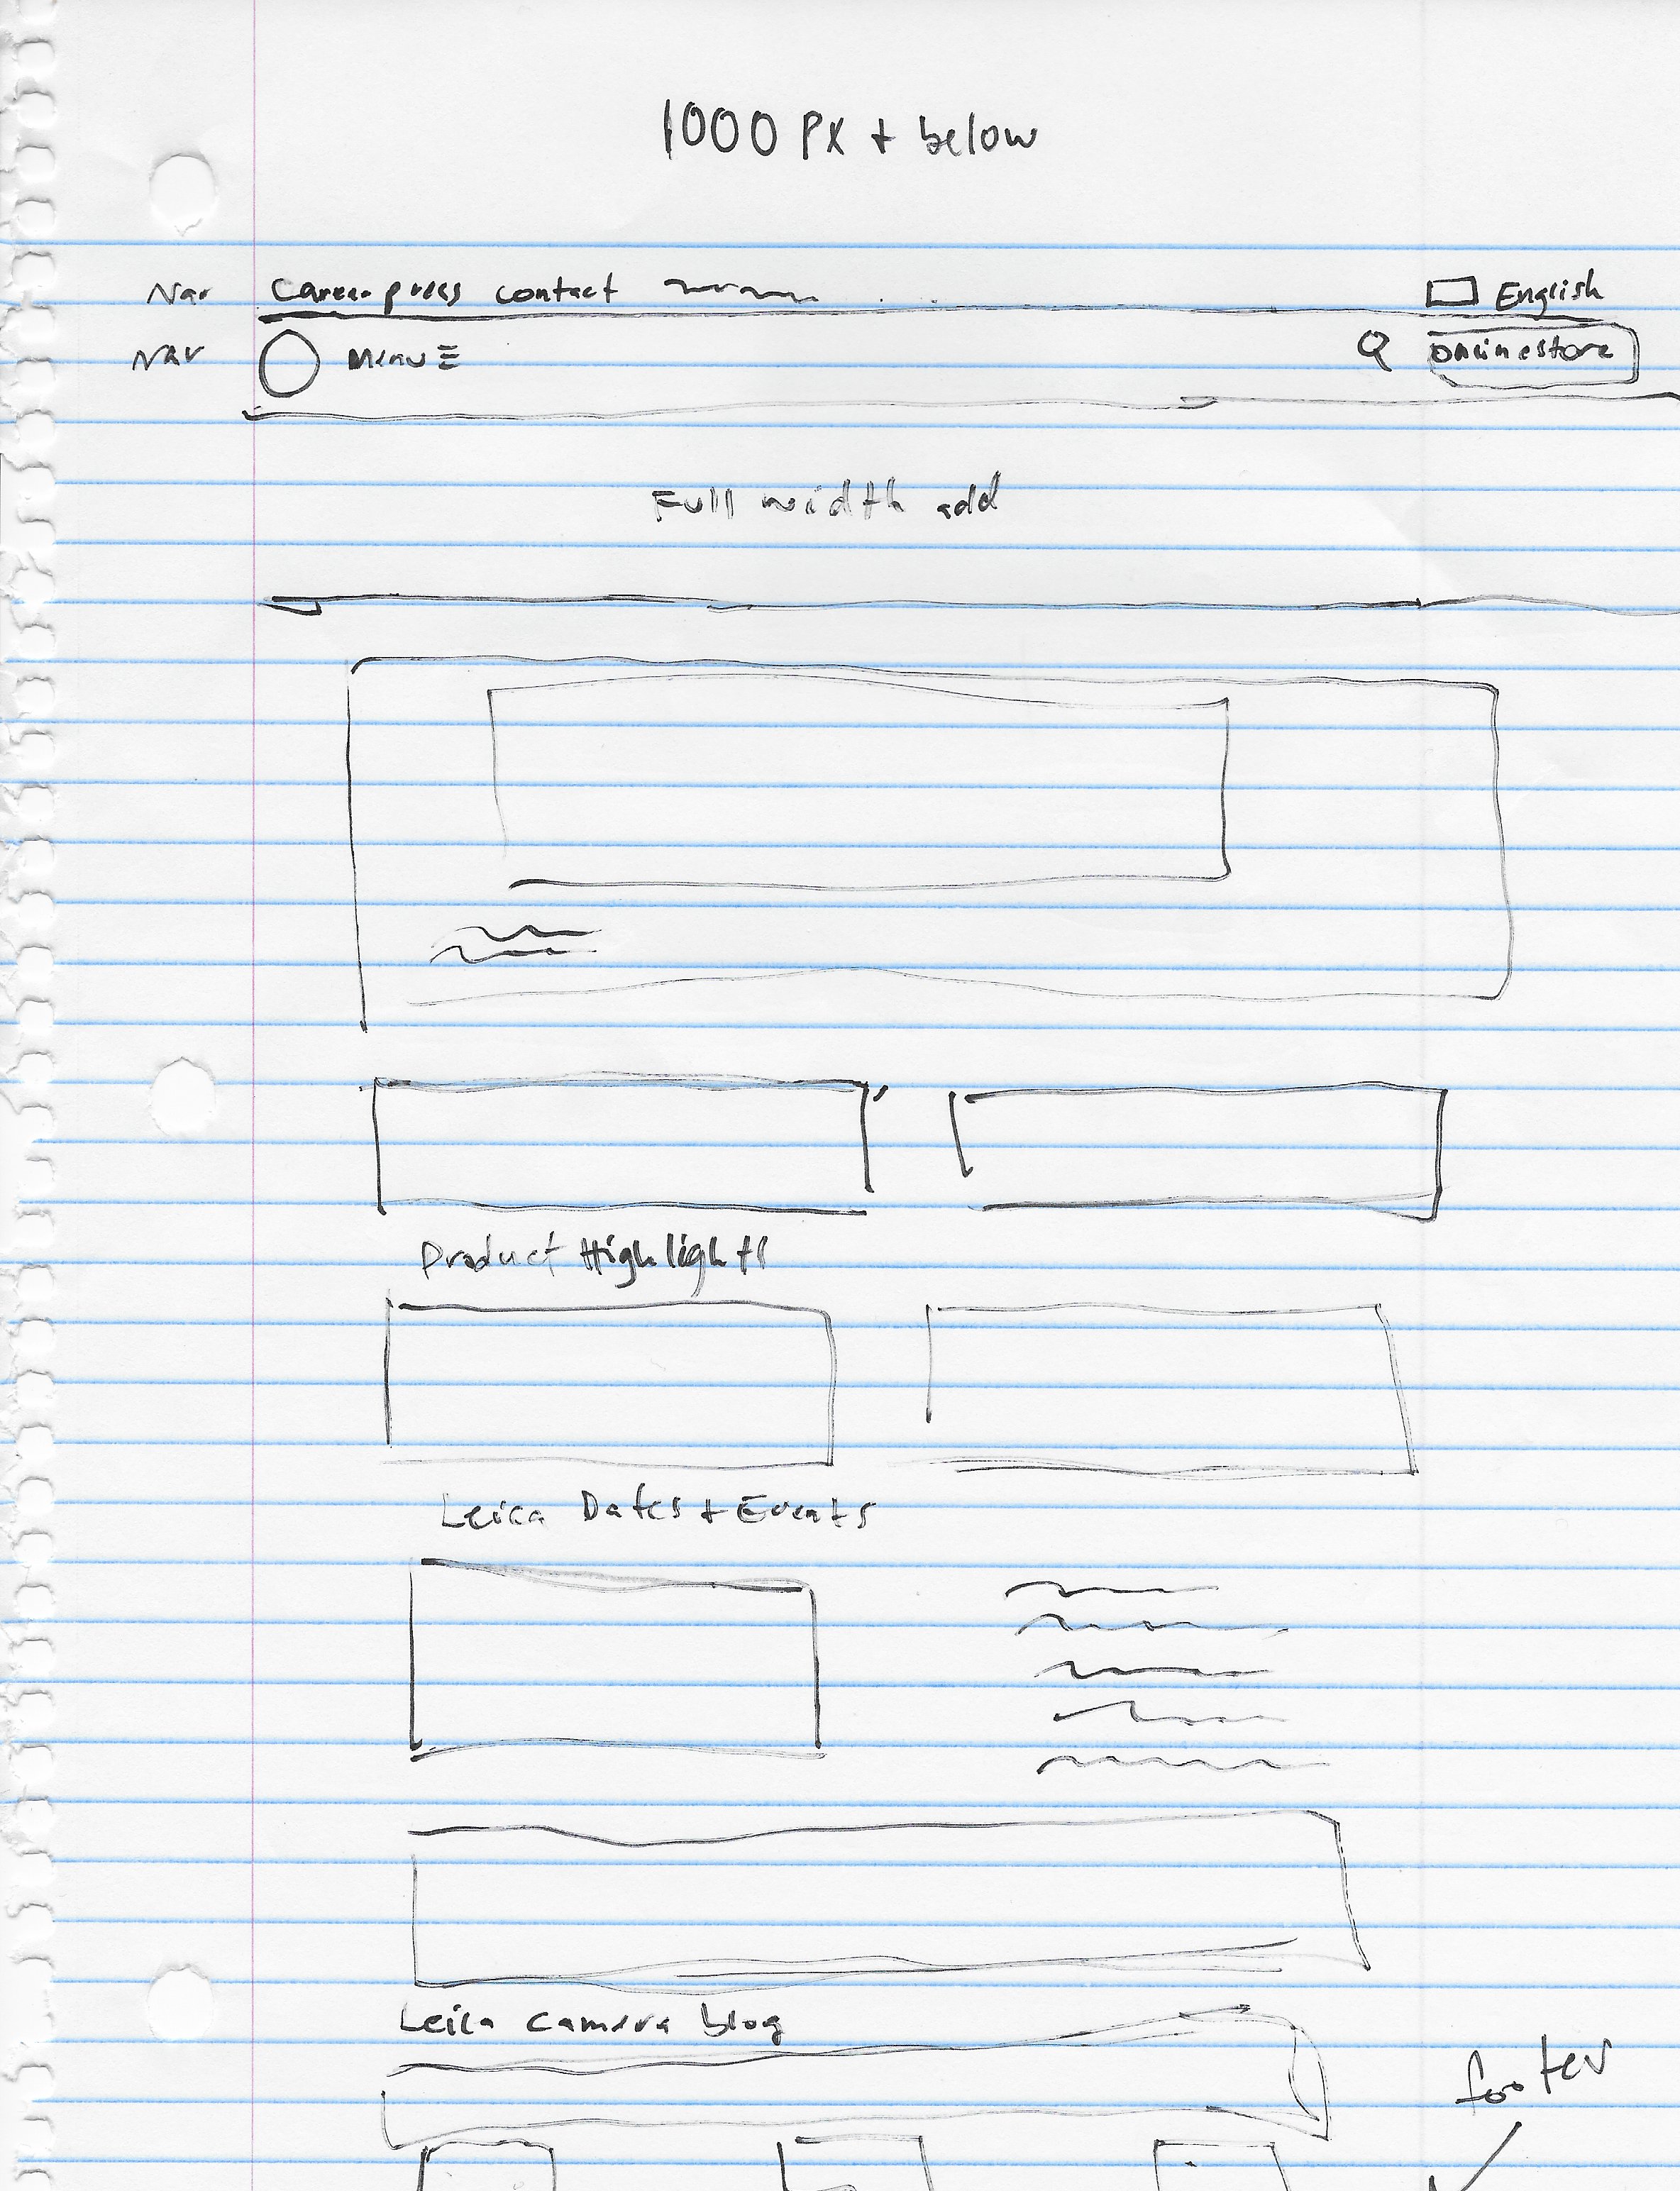 1000 PX + below
Nav Career press contact English
Nav Menu onlinestore
Full width add
Product Highlights
Leica Dates + Events
Leica Camera blog
footer